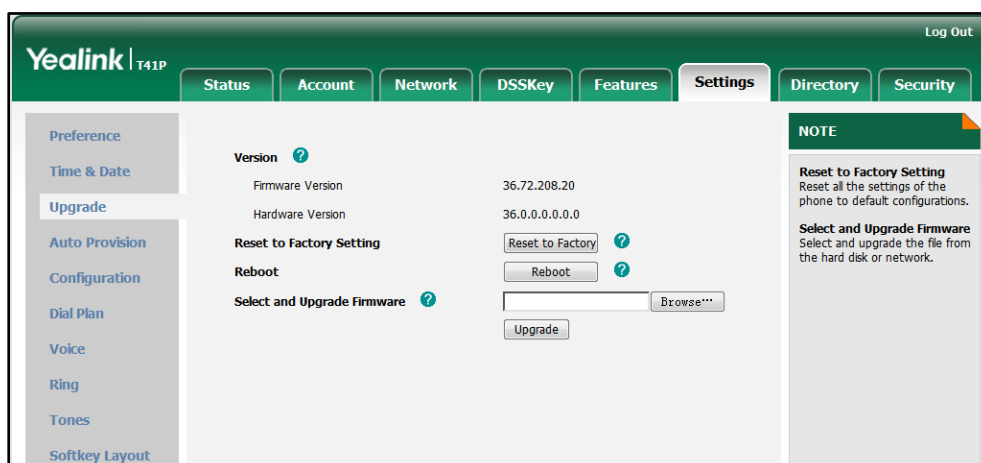 Log Out
Yealink | T41P
Status Account Network DSSKey Features Settings Directory Security
Preference
Time & Date
Upgrade
Auto Provision
Configuration
Dial Plan
Voice
Ring
Tones
Softkey Layout
Version ?
Firmware Version 36.72.208.20
Hardware Version 36.0.0.0.0.0.0
Reset to Factory Setting Reset to Factory ?
Reboot Reboot ?
Select and Upgrade Firmware ? Browse...
Upgrade
NOTE
Reset to Factory Setting
Reset all the settings of the
phone to default configurations.
Select and Upgrade Firmware
Select and upgrade the file from
the hard disk or network.